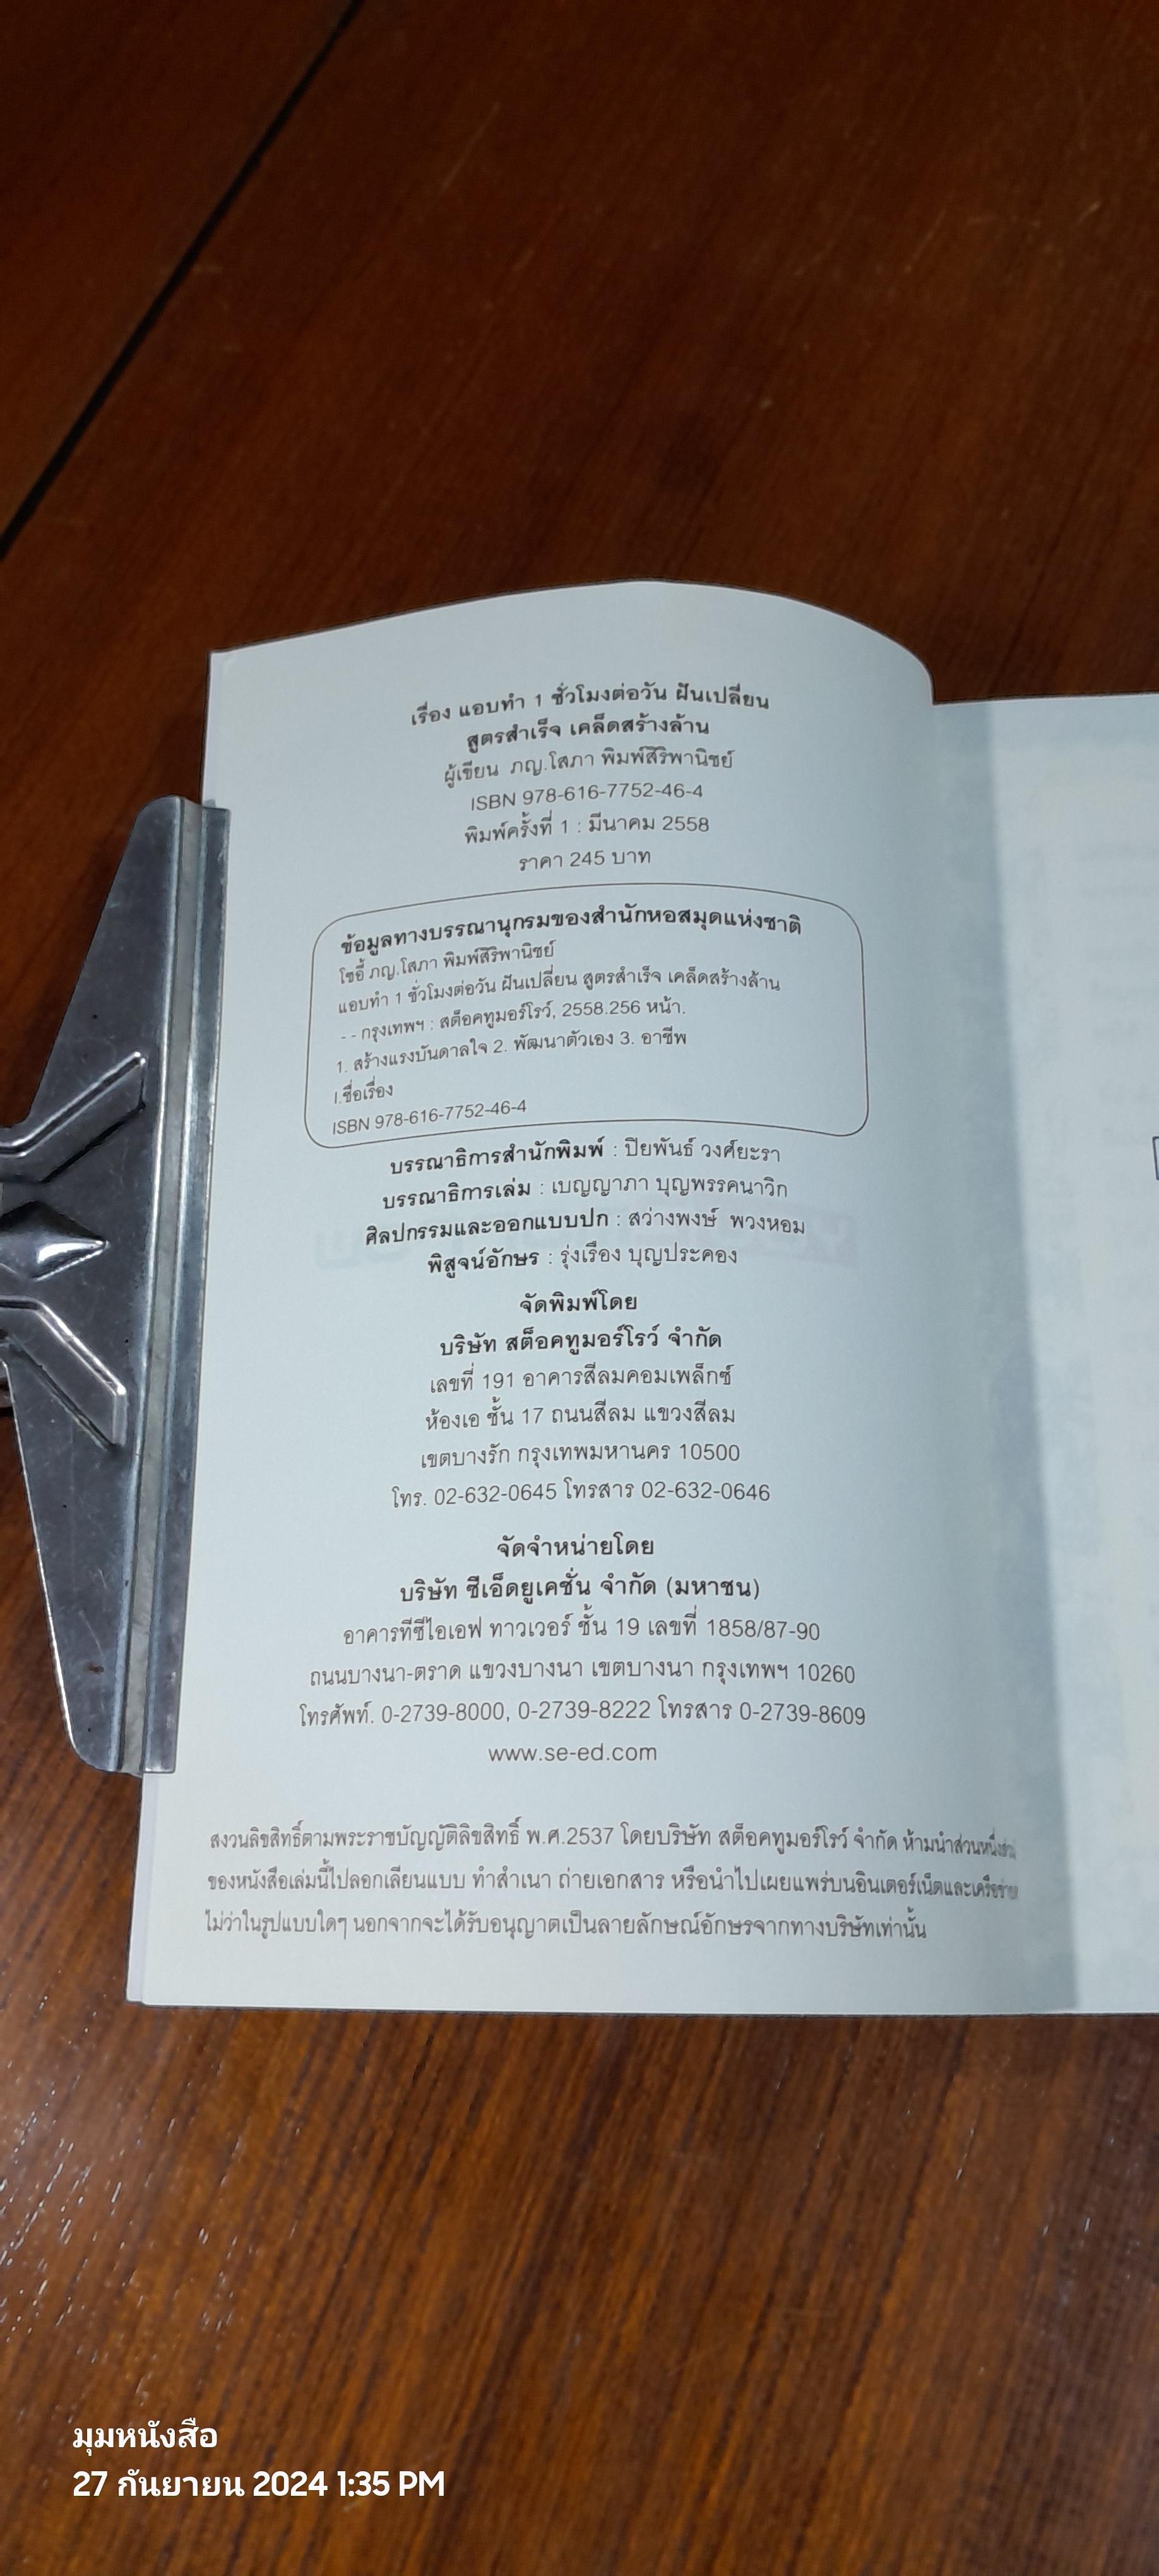 เรื่อง แอบทำ 1 ชั่วโมงต่อวัน ฝันเปลี่ยน
สูตรสำเร็จ เคล็ดสร้างล้าน
ผู้เขียน ภญ.โสภา พิมพ์สิริพานิชย์
ISBN 978-616-7752-46-4
พิมพ์ครั้งที่ 1 : มีนาคม 2558
ราคา 245 บาท
ข้อมูลทางบรรณานุกรมของสำนักหอสมุดแห่งชาติ
โซอี้ ภญ.โสภา พิมพ์สิริพานิชย์
แอบทำ 1 ชั่วโมงต่อวัน ฝันเปลี่ยน สูตรสำเร็จ เคล็ดสร้างล้าน
- - กรุงเทพฯ : สต็อคทูมอร์โรว์, 2558.256 หน้า.
1. สร้างแรงบันดาลใจ 2. พัฒนาตัวเอง 3. อาชีพ
I.ชื่อเรื่อง
ISBN 978-616-7752-46-4
บรรณาธิการสำนักพิมพ์ : ปิยพันธ์ วงศ์ยะรา
บรรณาธิการเล่ม : เบญญาภา บุญพรรคนาวิก
ศิลปกรรมและออกแบบปก : สว่างพงษ์ พวงหอม
พิสูจน์อักษร : รุ่งเรือง บุญประคอง
จัดพิมพ์โดย
บริษัท สต็อคทูมอร์โรว์ จำกัด
เลขที่ 191 อาคารสีลมคอมเพล็กซ์
ห้องเอ ชั้น 17 ถนนสีลม แขวงสีลม
เขตบางรัก กรุงเทพมหานคร 10500
โทร. 02-632-0645 โทรสาร 02-632-0646
จัดจำหน่ายโดย
บริษัท ซีเอ็ดยูเคชั่น จำกัด (มหาชน)
อาคารทีซีไอเอฟ ทาวเวอร์ ชั้น 19 เลขที่ 1858/87-90
ถนนบางนา-ตราด แขวงบางนา เขตบางนา กรุงเทพฯ 10260
โทรศัพท์. 0-2739-8000, 0-2739-8222 โทรสาร 0-2739-8609
www.se-ed.com
สงวนลิขสิทธิ์ตามพระราชบัญญัติลิขสิทธิ์ พ.ศ.2537 โดยบริษัท สต็อคทูมอร์โรว์ จำกัด ห้ามนำส่วนหนึ่ง
ของหนังสือเล่มนี้ไปลอกเลียนแบบ ทำสำเนา ถ่ายเอกสาร หรือนำไปเผยแพร่บนอินเตอร์เน็ตและเครือข่าย
ไม่ว่าในรูปแบบใดๆ นอกจากจะได้รับอนุญาตเป็นลายลักษณ์อักษรจากทางบริษัทเท่านั้น
มุมหนังสือ
27 กันยายน 2024 1:35 PM